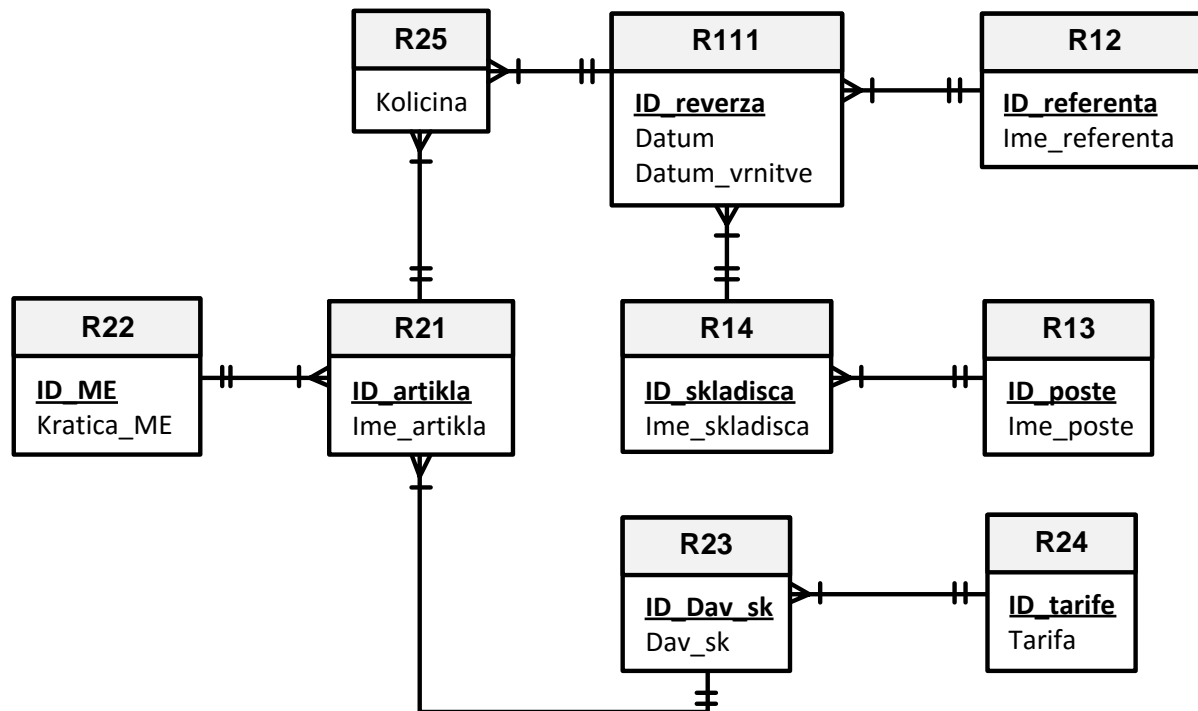 R25
Kolicina
R111
ID_reverza
Datum
Datum_vrnitve
R12
ID_referenta
Ime_referenta
R22
ID_ME
Kratica_ME
R21
ID_artikla
Ime_artikla
R14
ID_skladisca
Ime_skladisca
R13
ID_poste
Ime_poste
R23
ID_Dav_sk
Dav_sk
R24
ID_tarife
Tarifa